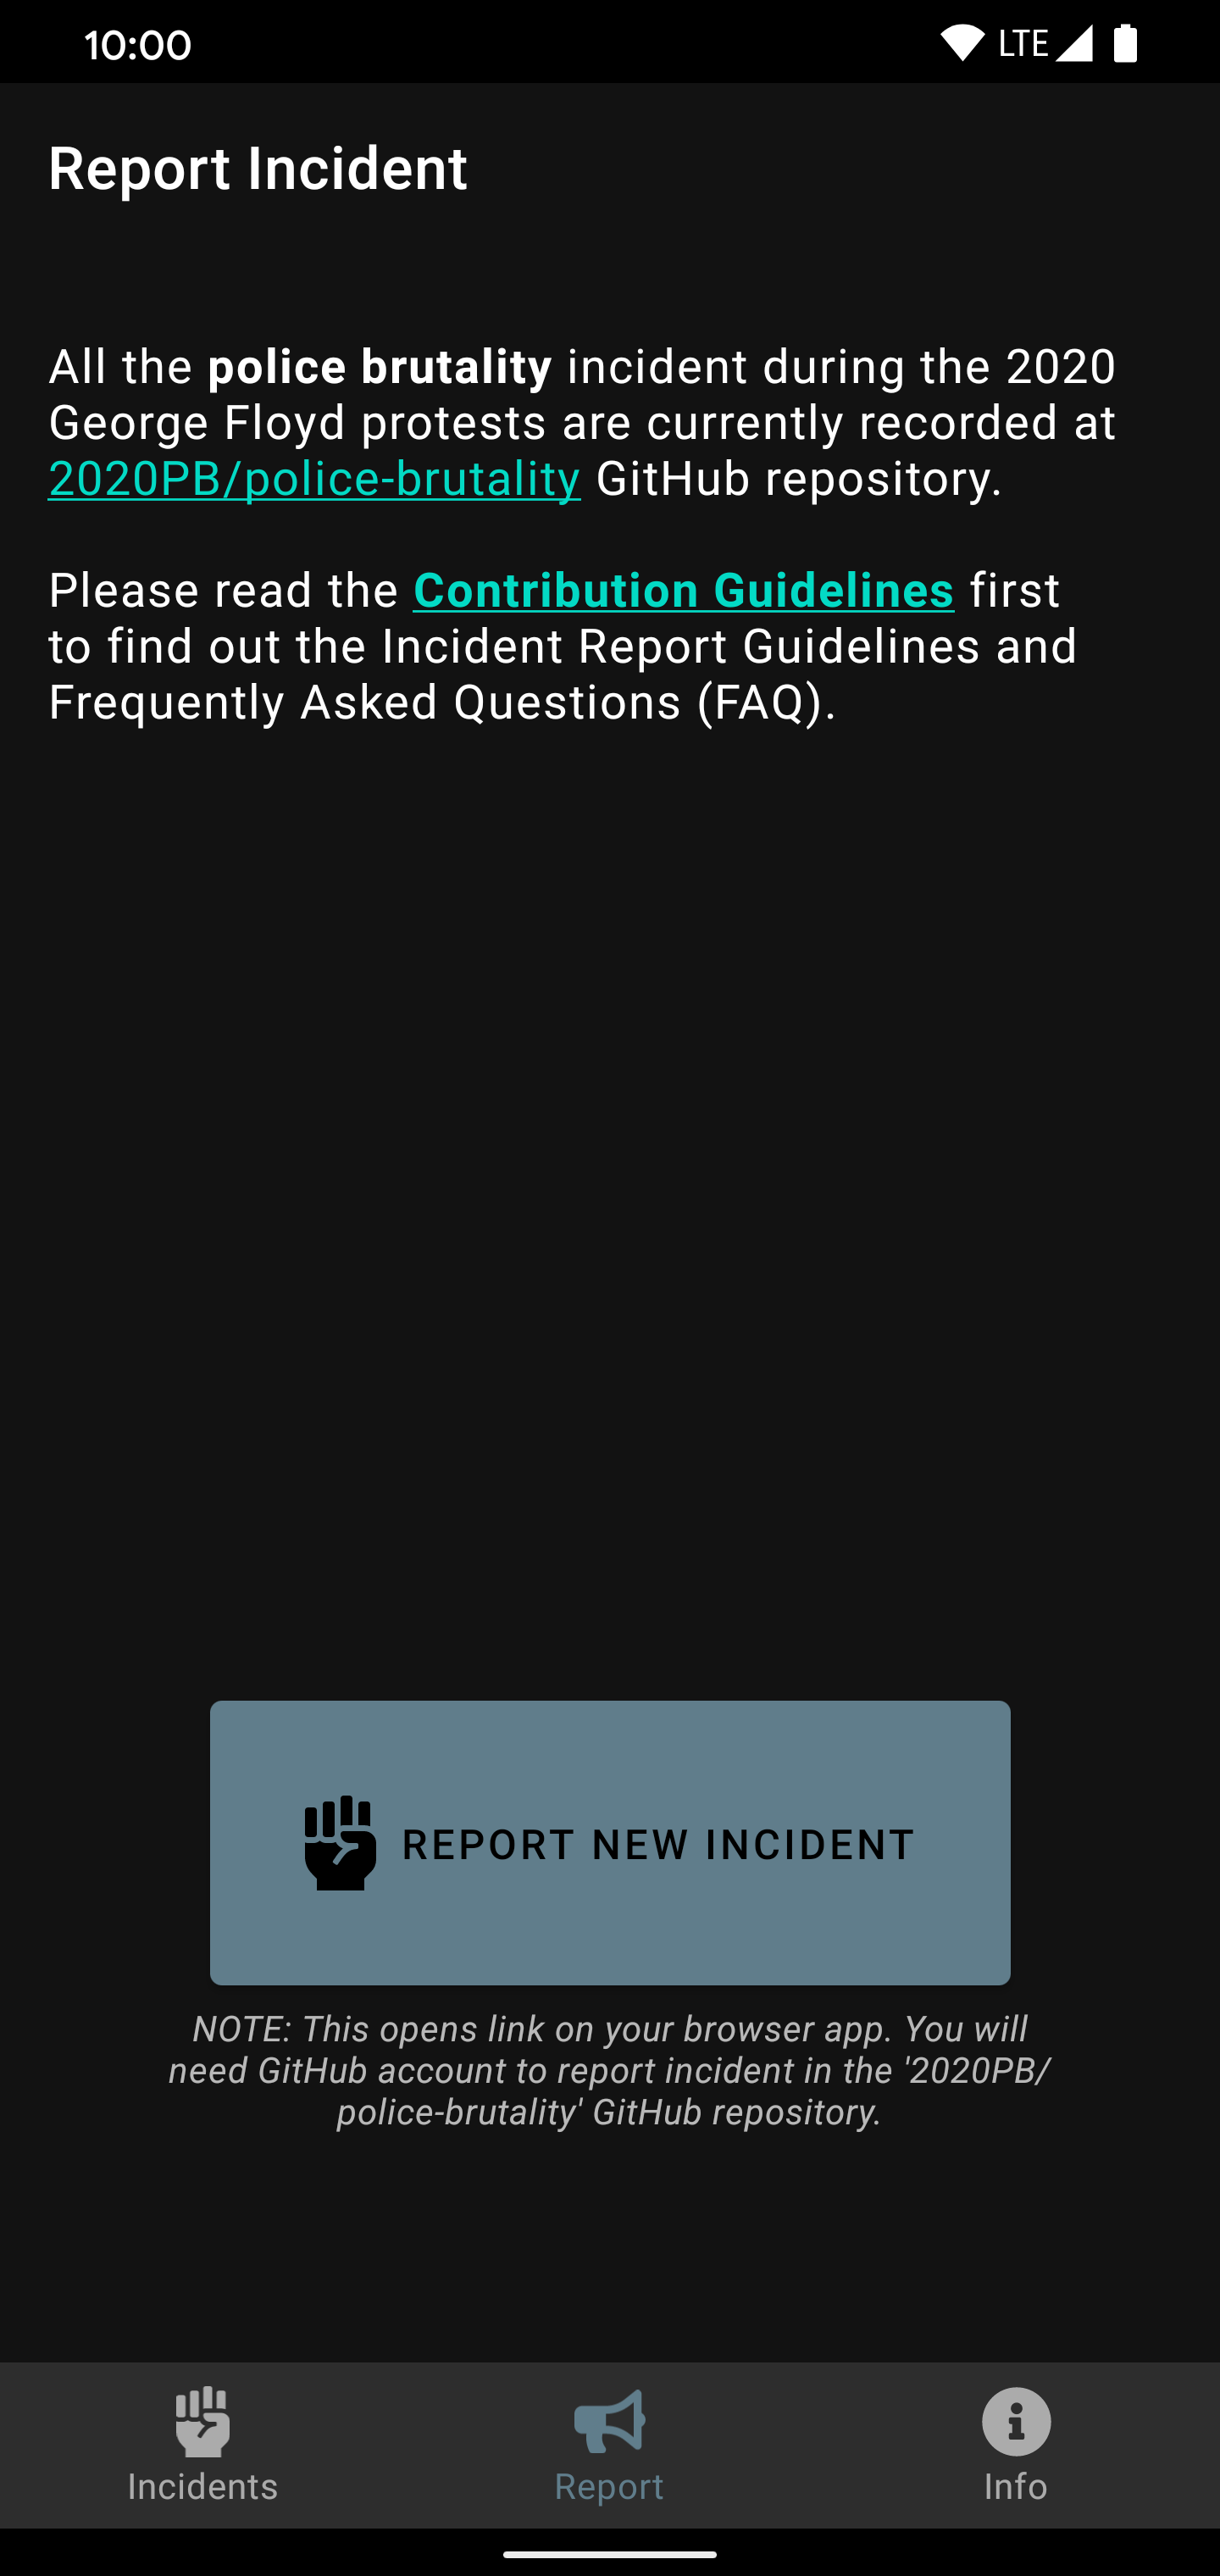 10:00
LTE
Report Incident
All the police brutality incident during the 2020
George Floyd protests are currently recorded at
2020PB/police-brutality GitHub repository.
Please read the Contribution Guidelines first
to find out the Incident Report Guidelines and
Frequently Asked Questions (FAQ).
REPORT NEW INCIDENT
NOTE: This opens link on your browser app. You will
need GitHub account to report incident in the '2020PB/
police-brutality' GitHub repository.
Incidents
Report
Info